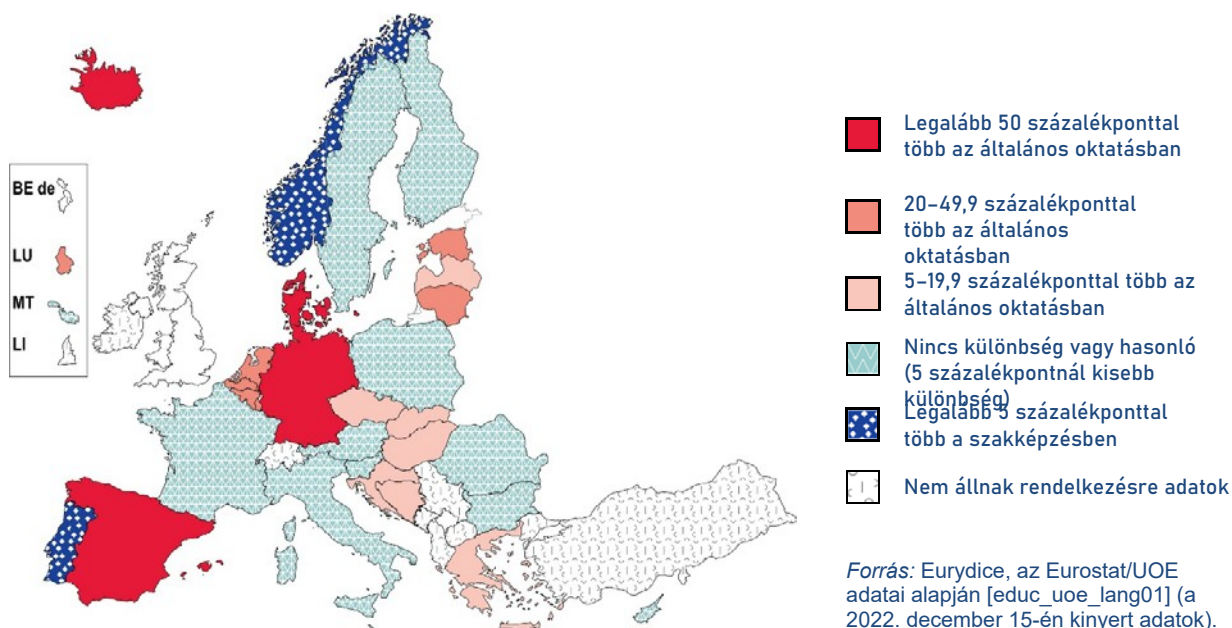 BE de
LU
MT
LI
Legalább 50 százalékponttal
több az általános oktatásban
20–49,9 százalékponttal
több az általános
oktatásban
5–19,9 százalékponttal több az
általános oktatásban
Nincs különbség vagy hasonló
(5 százalékpontnál kisebb
különbség)
Legalább 5 százalékponttal
több a szakképzésben
Nem állnak rendelkezésre adatok
Forrás: Eurydice, az Eurostat/UOE
adatai alapján [educ_uoe_lang01] (a
2022. december 15-én kinyert adatok).